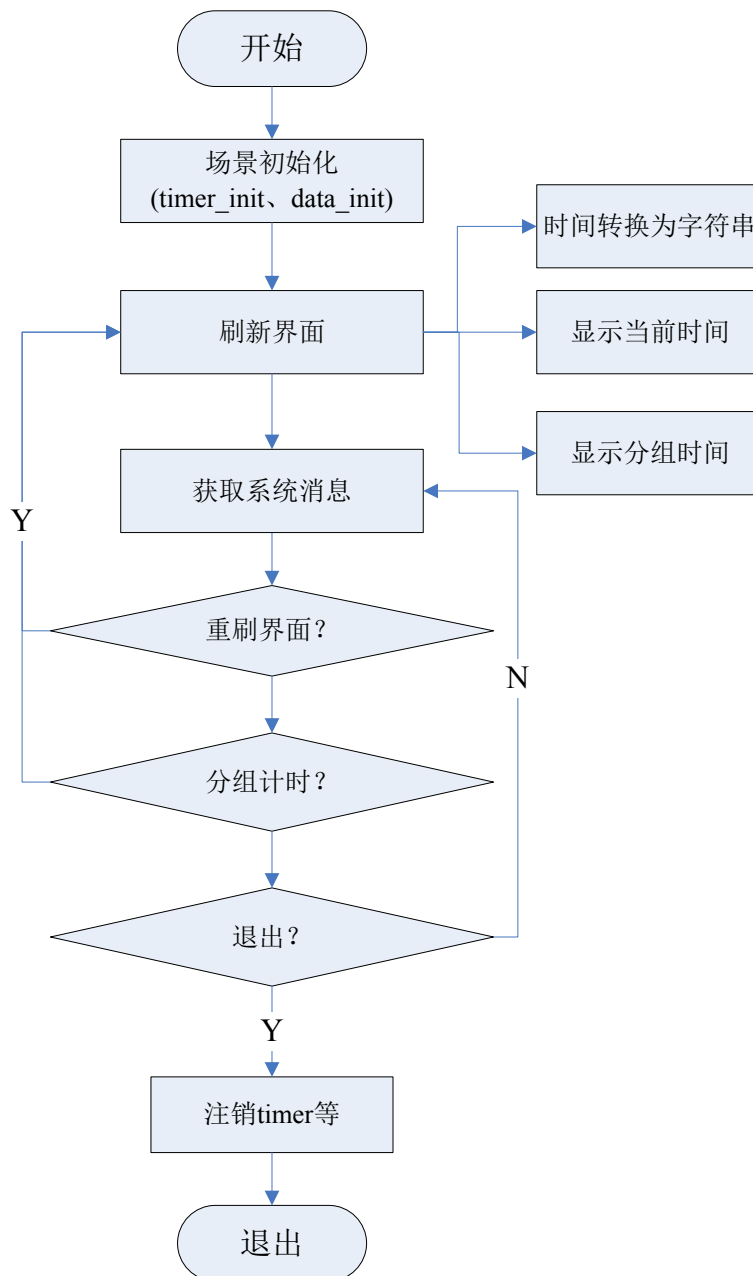 开始
场景初始化
(timer_init、data_init)
时间转换为字符串
刷新界面
显示当前时间
显示分组时间
获取系统消息
Y
重刷界面?
N
分组计时?
退出?
Y
注销timer等
退出